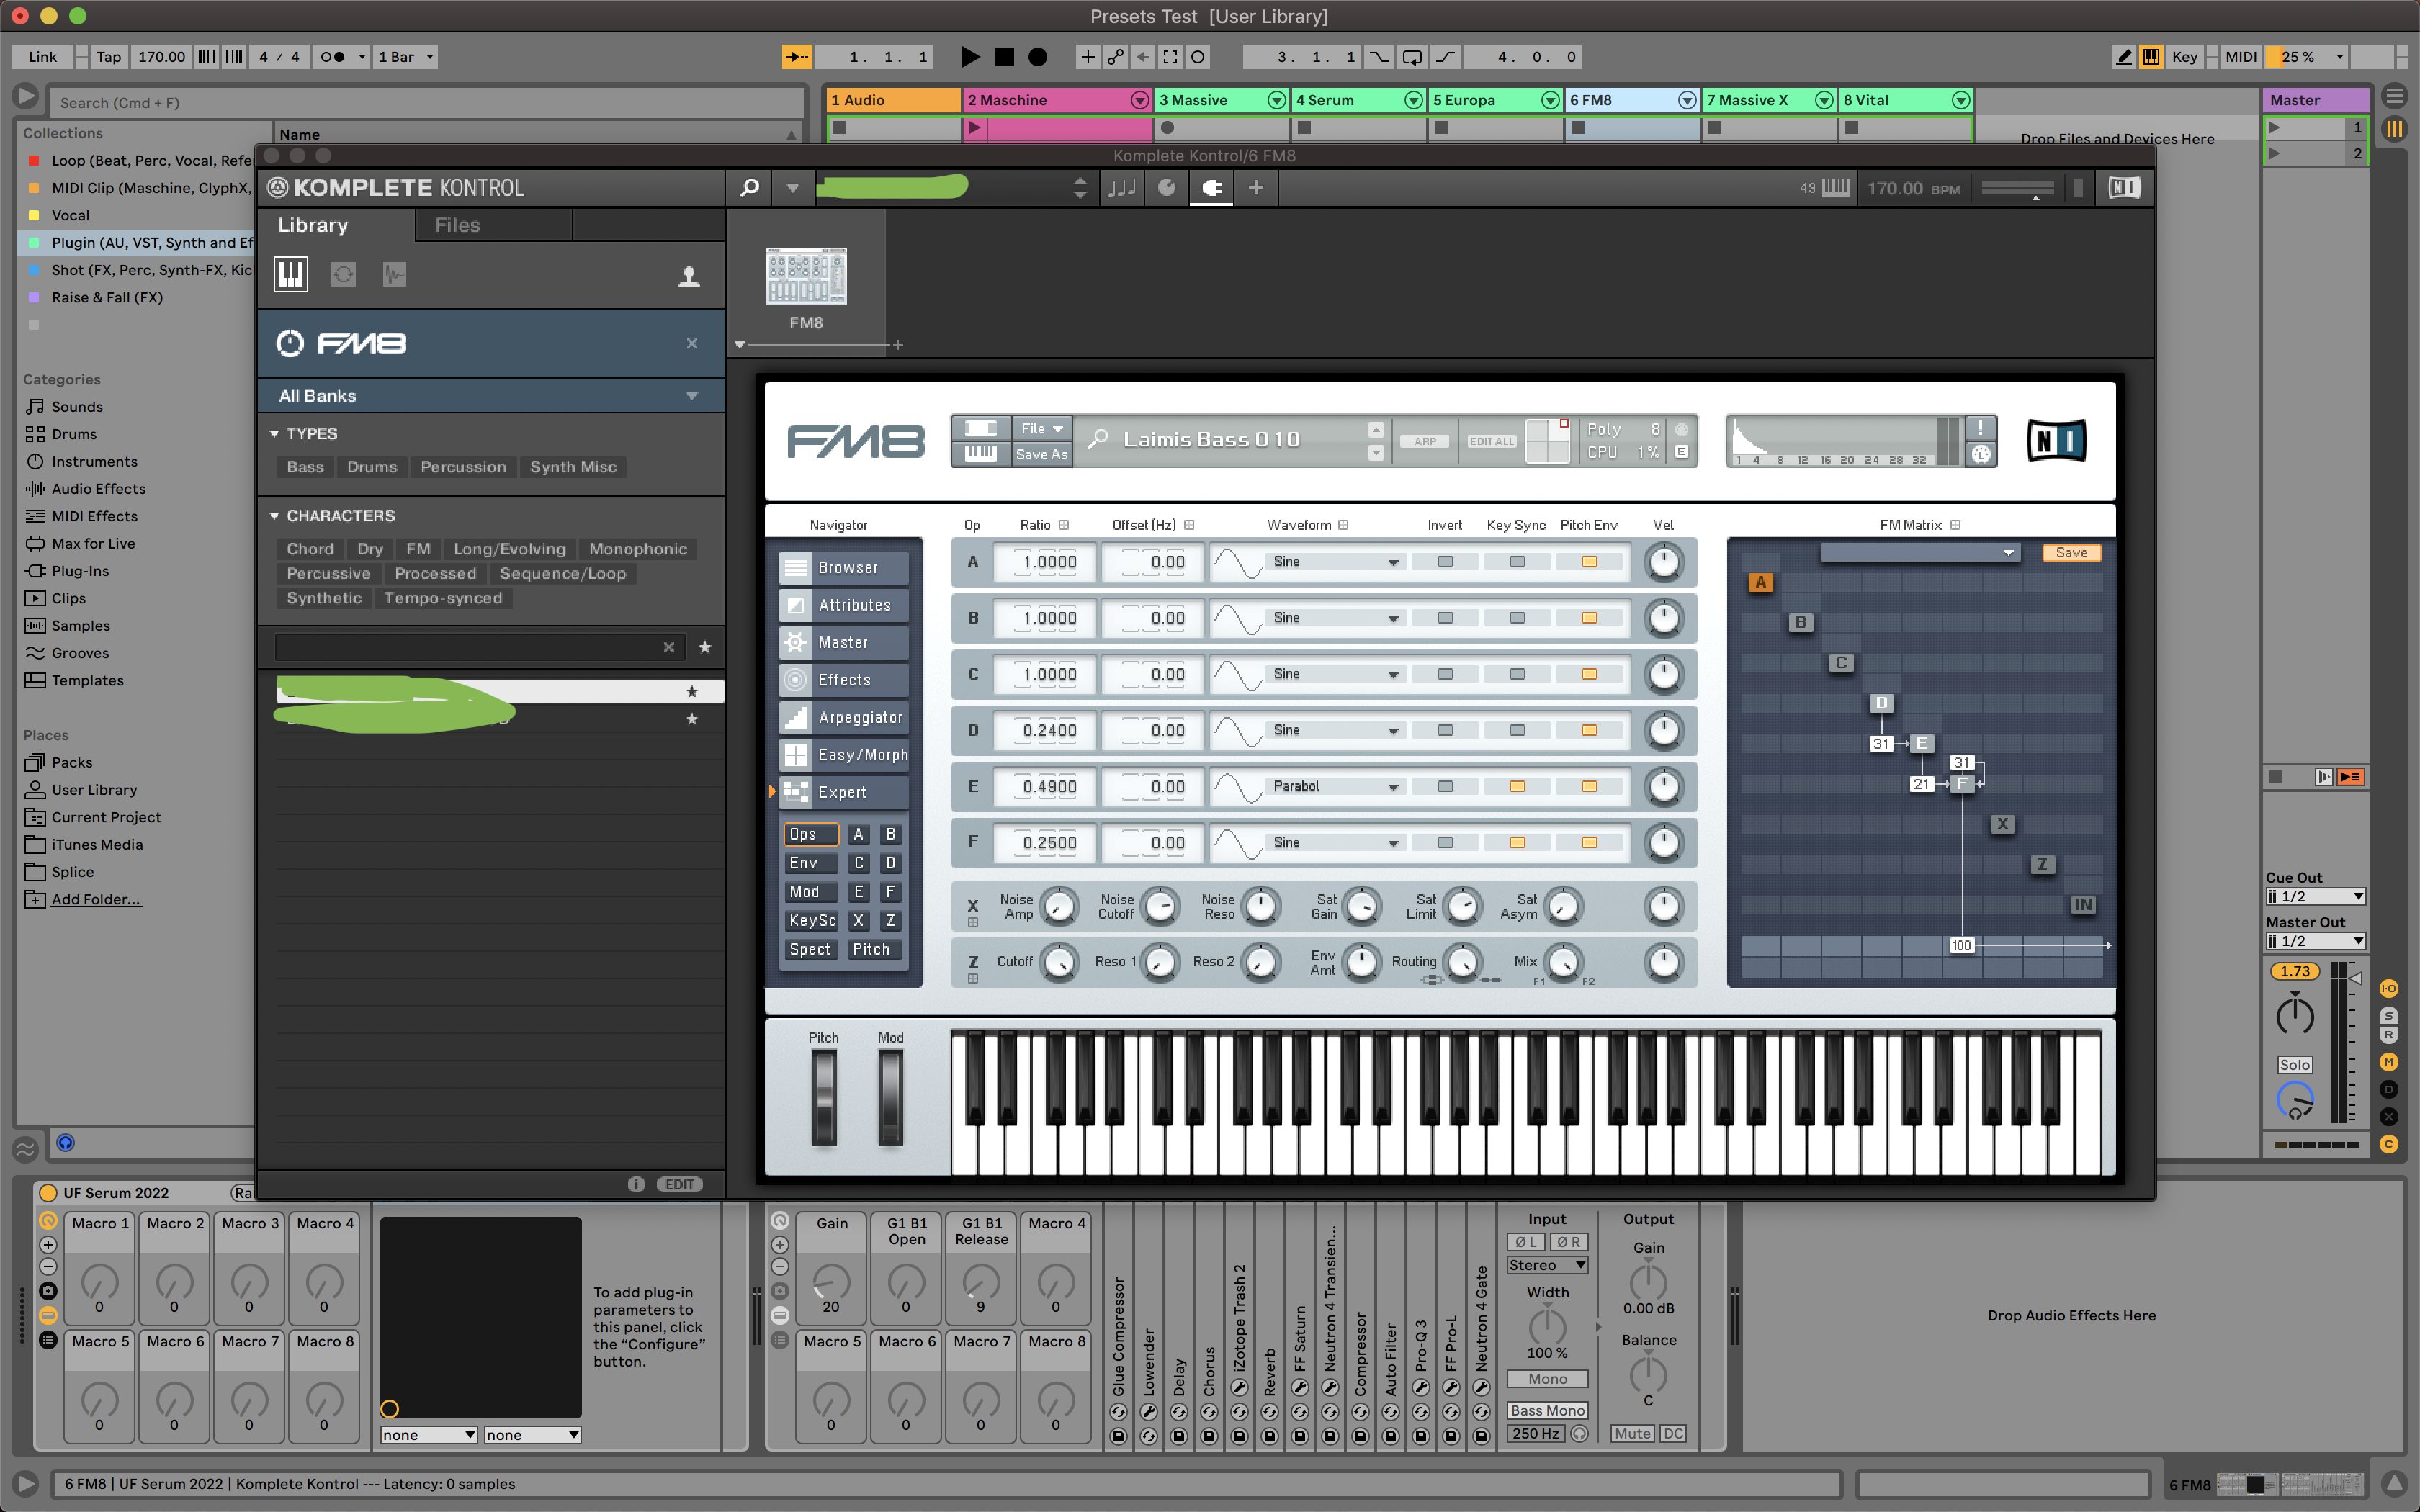 Presets Test [User Library]
Link Tap 170.00 4 / 4 1 Bar 1. 1. 1 3. 1. 1 4. 0. 0 Key MIDI 25 %
Search (Cmd + F)
1 Audio 2 Maschine 3 Massive 4 Serum 5 Europa 6 FM8 7 Massive X 8 Vital Master
Collections Name
1
Drop Files and Devices Here
2
Loop (Beat, Perc, Vocal, Refer
MIDI Clip (Maschine, ClyphX,
Vocal
Plugin (AU, VST, Synth and Ef
Shot (FX, Perc, Synth-FX, Kic
Raise & Fall (FX)
Categories
Sounds
Drums
Instruments
Audio Effects
MIDI Effects
Max for Live
Plug-Ins
Clips
Samples
Grooves
Templates
Places
Packs
User Library
Current Project
iTunes Media
Splice
Add Folder...
Komplete Kontrol/6 FM8
KOMPLETE KONTROL
49 170.00 BPM
Library Files
FM8
All Banks
TYPES
Bass Drums Percussion Synth Misc
CHARACTERS
Chord Dry FM Long/Evolving Monophonic
Percussive Processed Sequence/Loop
Synthetic Tempo-synced
EDIT
FM8
FM8
File
Save As
Laimis Bass 010
ARP EDIT ALL
Poly 8
CPU 1%
E
1 4 8 12 16 20 24 28 32
!
L
NI
Navigator
Browser
Attributes
Master
Effects
Arpeggiator
Easy/Morph
Expert
Ops A B
Env C D
Mod E F
KeySc X Z
Spect Pitch
Op Ratio Offset (Hz) Waveform Invert Key Sync Pitch Env Vel
A 1.0000 0.00 Sine
B 1.0000 0.00 Sine
C 1.0000 0.00 Sine
D 0.2400 0.00 Sine
E 0.4900 0.00 Parabol
F 0.2500 0.00 Sine
X Noise Amp Noise Cutoff Noise Reso Sat Gain Sat Limit Sat Asym
Z Cutoff Reso 1 Reso 2 Env Amt Routing Mix
F1 F2
FM Matrix
Save
A
B
C
D
31 E
31
21 F
X
Z
IN
100
Pitch Mod
Cue Out
1/2
Master Out
1/2
1.73
Solo
I·O
S
R
M
D
X
C
UF Serum 2022 Ra
Macro 1 Macro 2 Macro 3 Macro 4
0 0 0 0
Macro 5 Macro 6 Macro 7 Macro 8
0 0 0 0
To add plug-in
parameters to
this panel, click
the “Configure”
button.
none none
Gain G1 B1 Open G1 B1 Release Macro 4
20 0 9 0
Macro 5 Macro 6 Macro 7 Macro 8
0 0 0 0
Glue Compressor
Lowender
Delay
Chorus
iZotope Trash 2
Reverb
FF Saturn
Neutron 4 Transien...
Compressor
Auto Filter
Pro-Q 3
FF Pro-L
Neutron 4 Gate
Input Output
Ø L Ø R
Stereo
Gain
Width
0.00 dB
100 %
Balance
Mono
C
Bass Mono
250 Hz
Mute DC
Drop Audio Effects Here
6 FM8 | UF Serum 2022 | Komplete Kontrol --- Latency: 0 samples
6 FM8